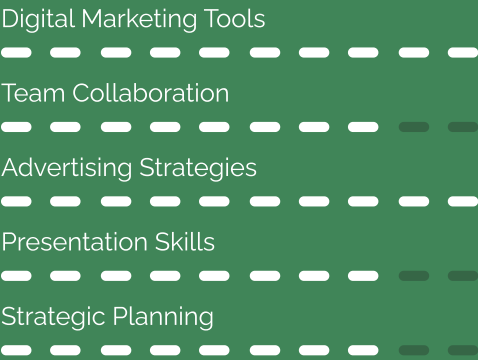 Digital Marketing Tools
Team Collaboration
Advertising Strategies
Presentation Skills
Strategic Planning